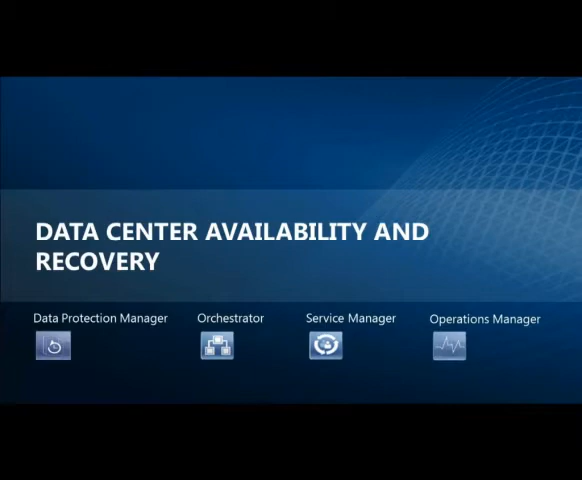 DATA CENTER AVAILABILITY AND
RECOVERY
Data Protection Manager
Orchestrator
Service Manager
Operations Manager